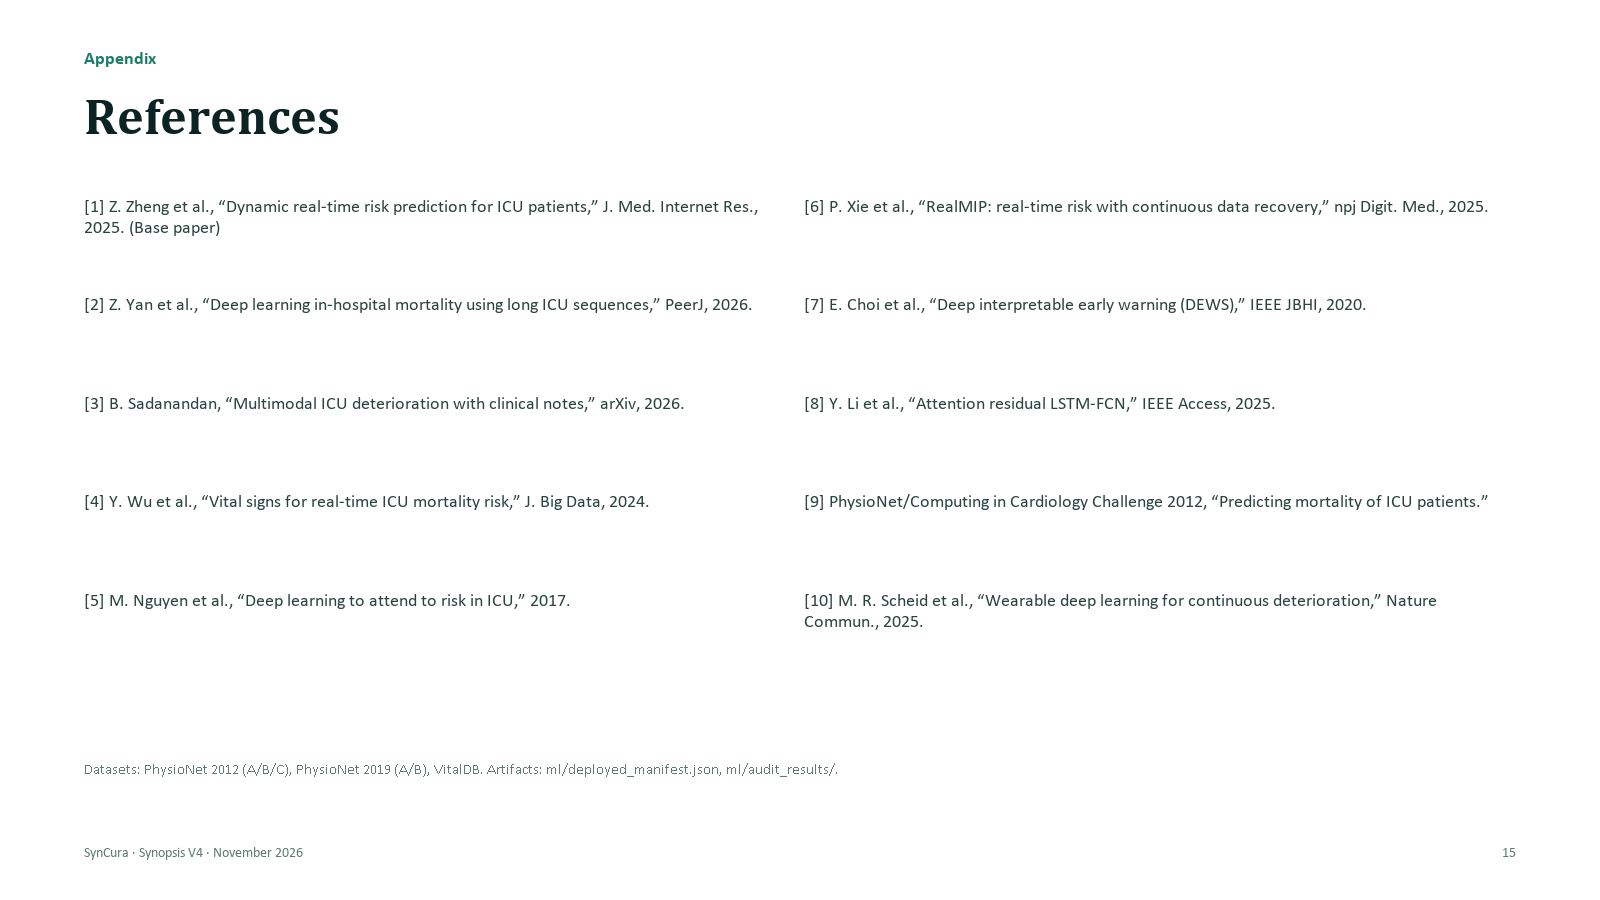 Appendix
References
[1] Z. Zheng et al., “Dynamic real-time risk prediction for ICU patients,” J. Med. Internet Res.,
2025. (Base paper)
[2] Z. Yan et al., “Deep learning in-hospital mortality using long ICU sequences,” PeerJ, 2026.
[3] B. Sadanandan, “Multimodal ICU deterioration with clinical notes,” arXiv, 2026.
[4] Y. Wu et al., “Vital signs for real-time ICU mortality risk,” J. Big Data, 2024.
[5] M. Nguyen et al., “Deep learning to attend to risk in ICU,” 2017.
[6] P. Xie et al., “RealMIP: real-time risk with continuous data recovery,” npj Digit. Med., 2025.
[7] E. Choi et al., “Deep interpretable early warning (DEWS),” IEEE JBHI, 2020.
[8] Y. Li et al., “Attention residual LSTM-FCN,” IEEE Access, 2025.
[9] PhysioNet/Computing in Cardiology Challenge 2012, “Predicting mortality of ICU patients.”
[10] M. R. Scheid et al., “Wearable deep learning for continuous deterioration,” Nature
Commun., 2025.
Datasets: PhysioNet 2012 (A/B/C), PhysioNet 2019 (A/B), VitalDB. Artifacts: ml/deployed_manifest.json, ml/audit_results/.
SynCura · Synopsis V4 · November 2026
15